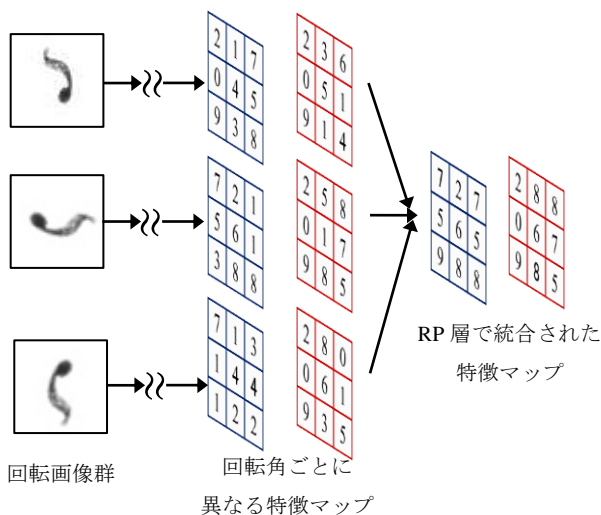 2 1 7
0 4 5
9 3 8
2 3 6
0 5 1
9 1 4
7 2 1
5 6 1
3 8 8
2 5 8
0 1 7
9 8 5
7 1 3
1 4 4
1 2 2
2 8 0
0 6 1
9 3 5
7 2 7
5 6 5
9 8 8
2 8 8
0 6 7
9 8 5
RP 層で統合された
特徴マップ
回転画像群
回転角ごとに
異なる特徴マップ